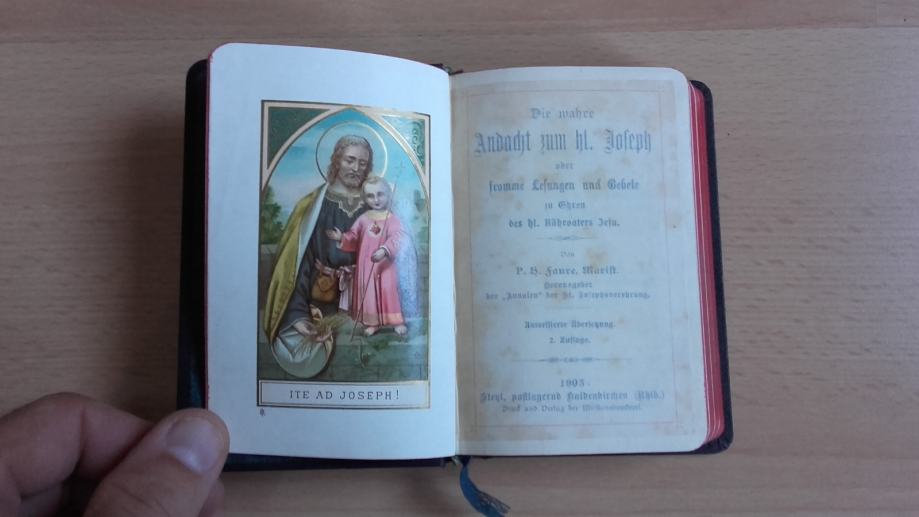 ITE AD JOSEPH!
Die wahre
Andacht zum hl. Joseph
oder
fromme Lesungen und Gebete
zu Ehren
des hl. Nährvaters Jesu.
Von
P. H. Faure, Marist.
Herausgeber
der „Annalen“ der hl. Josephsverehrung.
Autorisierte Übersetzung.
2. Auflage.
1905.
Steyl, postlagernd Kaldenkirchen (Rhld.)
Druck und Verlag der Missionsdruckerei.